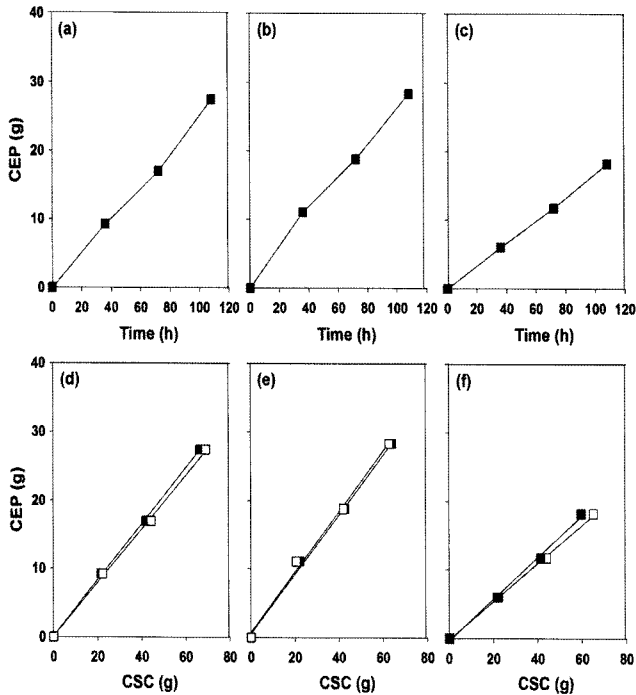 (a) (b) (c)
40
30
20
10
0
CEP (g)
0 20 40 60 80 100 120 0 20 40 60 80 100 120 0 20 40 60 80 100 120
Time (h) Time (h) Time (h)
(d) (e) (f)
40
30
20
10
0
CEP (g)
0 20 40 60 80 0 20 40 60 80 0 20 40 60 80
CSC (g) CSC (g) CSC (g)